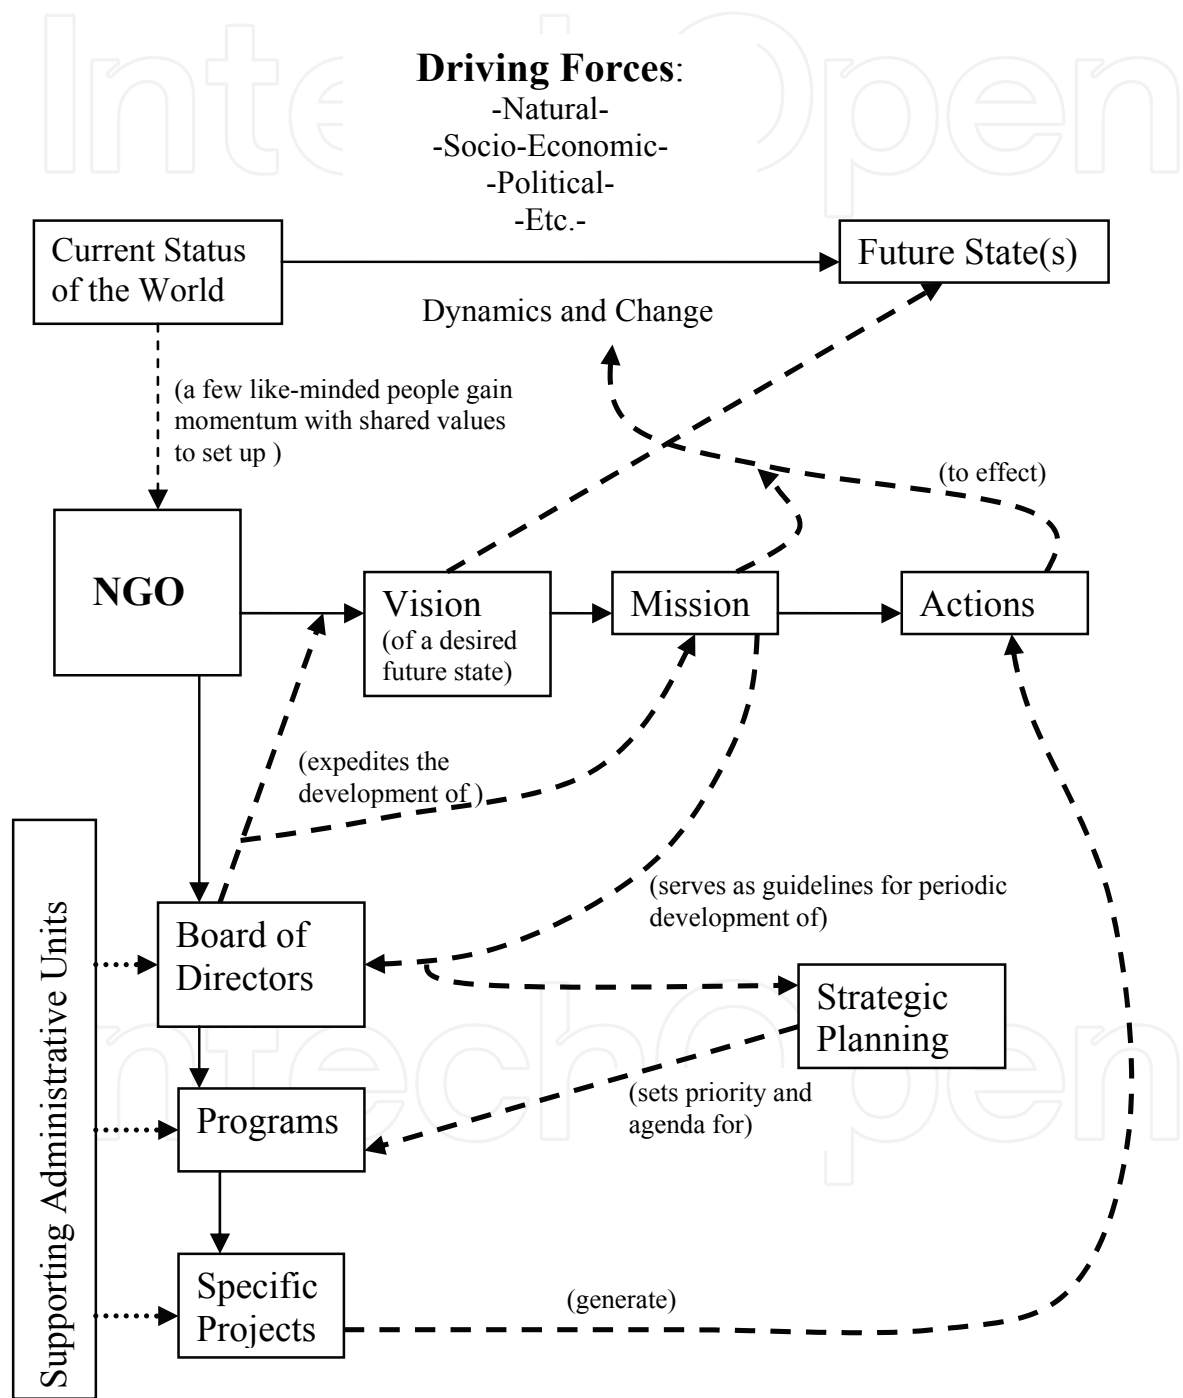 IntechOpen
Driving Forces:
-Natural-
-Socio-Economic-
-Political-
-Etc.-
Current Status
of the World
Future State(s)
Dynamics and Change
(a few like-minded people gain
momentum with shared values
to set up )
(to effect)
NGO
Vision
(of a desired
future state)
Mission
Actions
(expedites the
development of )
(serves as guidelines for periodic
development of)
Board of
Directors
Strategic
Planning
(sets priority and
agenda for)
Programs
Supporting Administrative Units
Specific
Projects
(generate)
IntechOpen